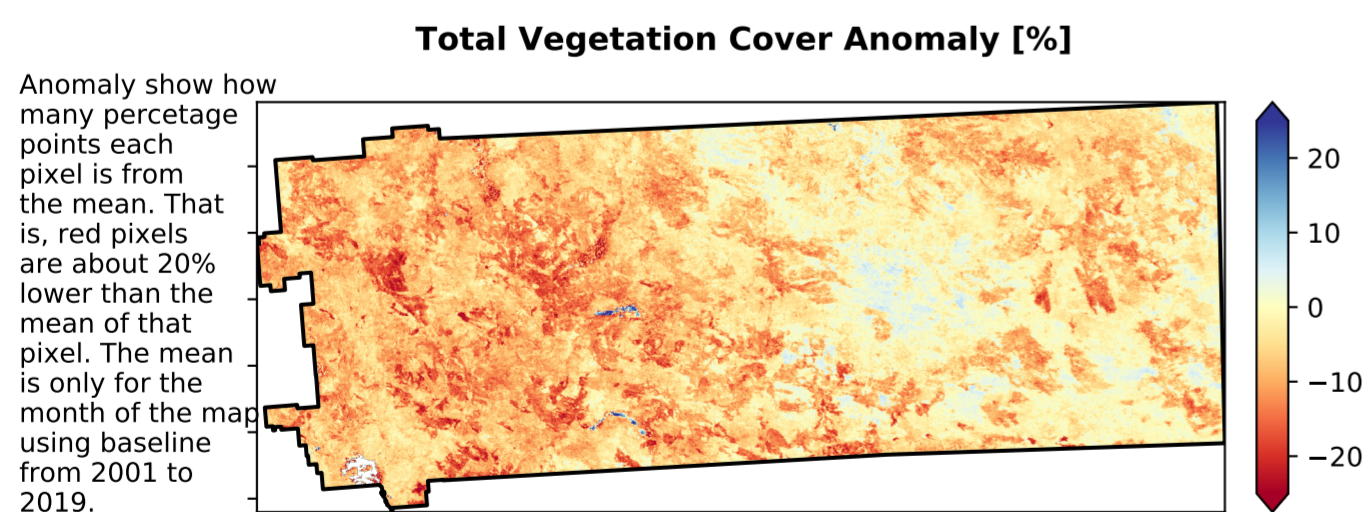 Total Vegetation Cover Anomaly [%]
Anomaly show how
many percetage
points each
pixel is from
the mean. That
is, red pixels
are about 20%
lower than the
mean of that
pixel. The mean
is only for the
month of the map
using baseline
from 2001 to
2019.
20
10
0
−10
−20